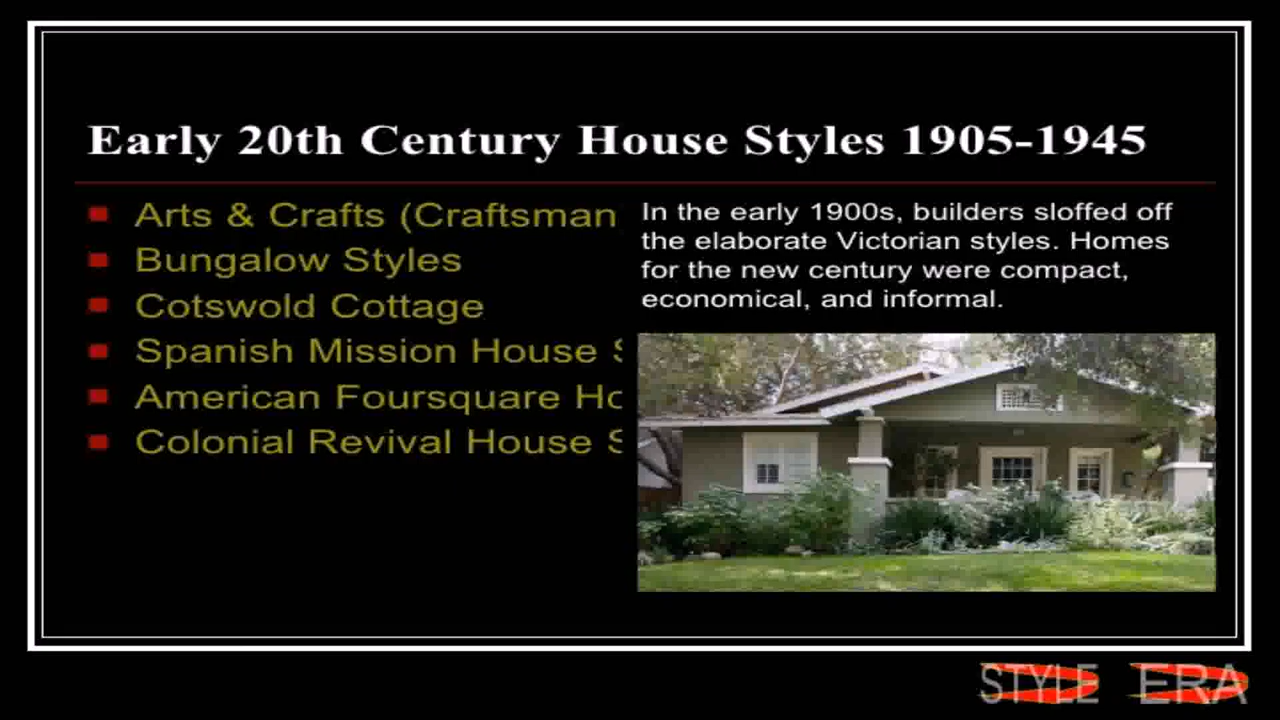 Early 20th Century House Styles 1905-1945
Arts & Crafts (Craftsman
Bungalow Styles
Cotswold Cottage
Spanish Mission House S
American Foursquare Ho
Colonial Revival House S
In the early 1900s, builders sloffed off
the elaborate Victorian styles. Homes
for the new century were compact,
economical, and informal.
STYLE ERA